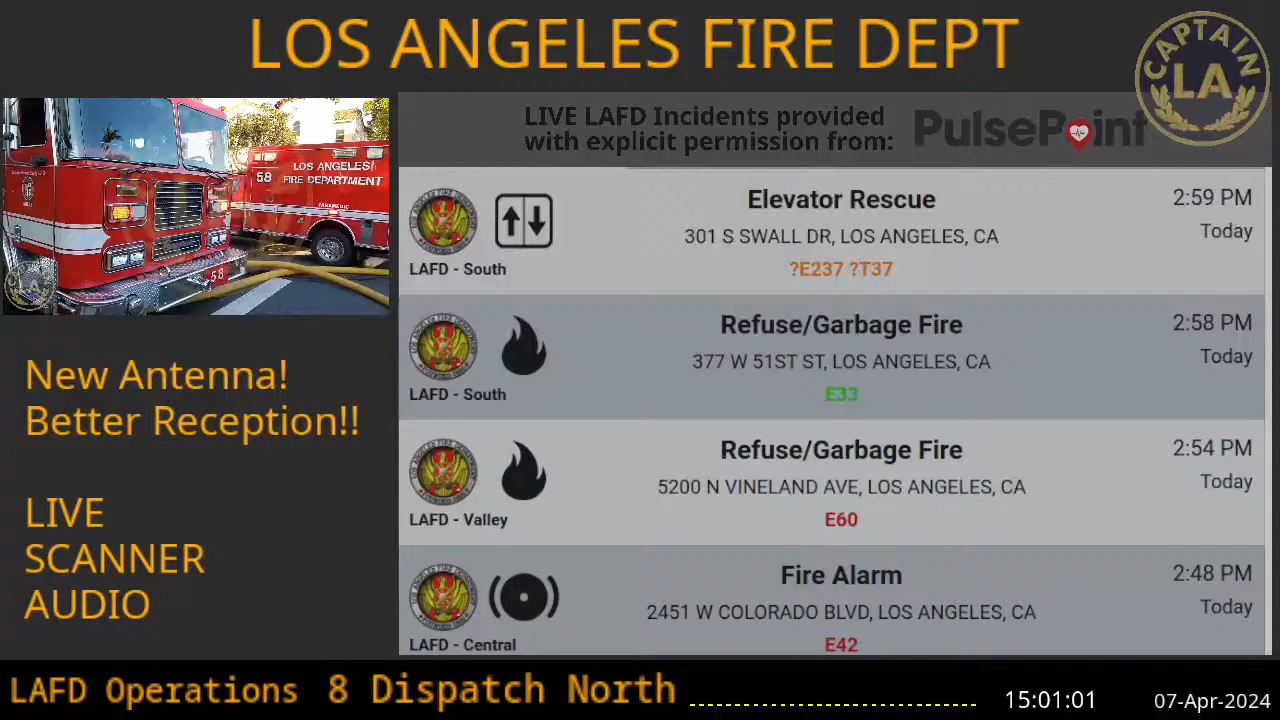 LOS ANGELES FIRE DEPT
CAPTAIN
LA
LIVE LAFD Incidents provided
with explicit permission from:
PulsePoint
58
LOS ANGELES
FIRE DEPARTMENT
PARAMEDIC
58
New Antenna!
Better Reception!!
LIVE
SCANNER
AUDIO
LAFD - South
Elevator Rescue
301 S SWALL DR, LOS ANGELES, CA
?E237 ?T37
2:59 PM
Today
LAFD - South
Refuse/Garbage Fire
377 W 51ST ST, LOS ANGELES, CA
E33
2:58 PM
Today
LAFD - Valley
Refuse/Garbage Fire
5200 N VINELAND AVE, LOS ANGELES, CA
E60
2:54 PM
Today
LAFD - Central
Fire Alarm
2451 W COLORADO BLVD, LOS ANGELES, CA
E42
2:48 PM
Today
LAFD Operations 8 Dispatch North
15:01:01
07-Apr-2024